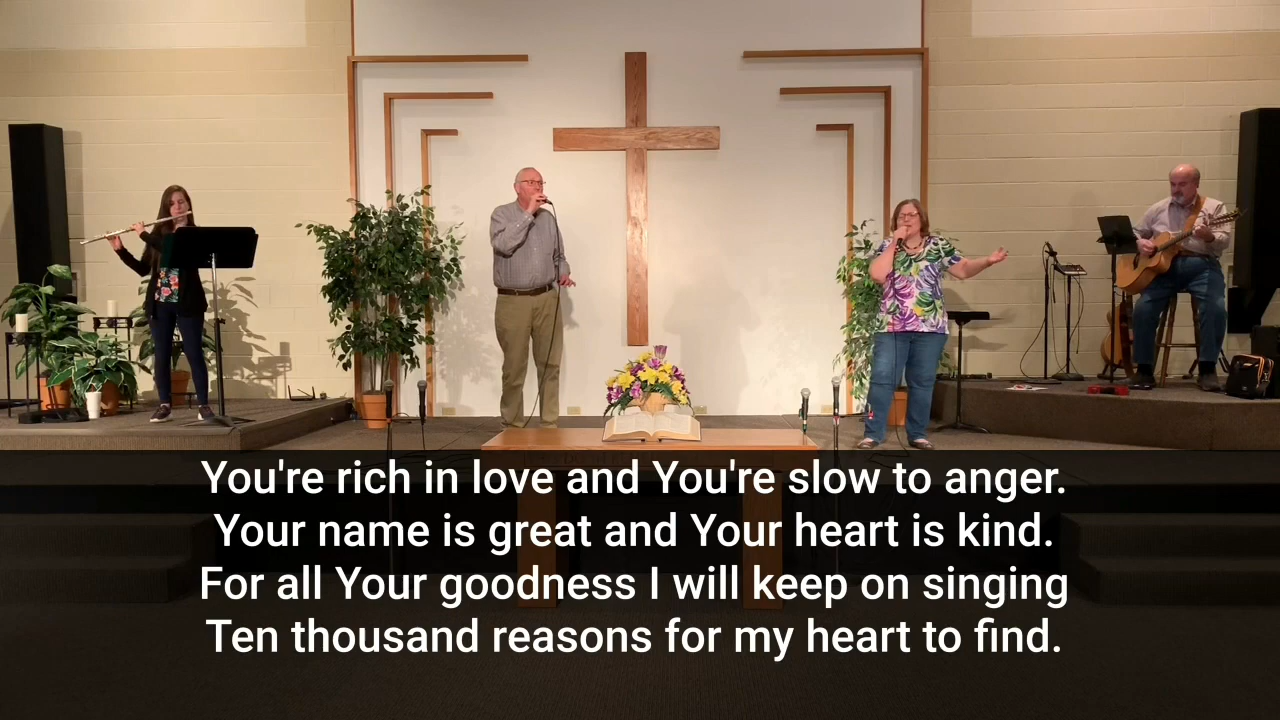 You're rich in love and You're slow to anger.
Your name is great and Your heart is kind.
For all Your goodness I will keep on singing
Ten thousand reasons for my heart to find.